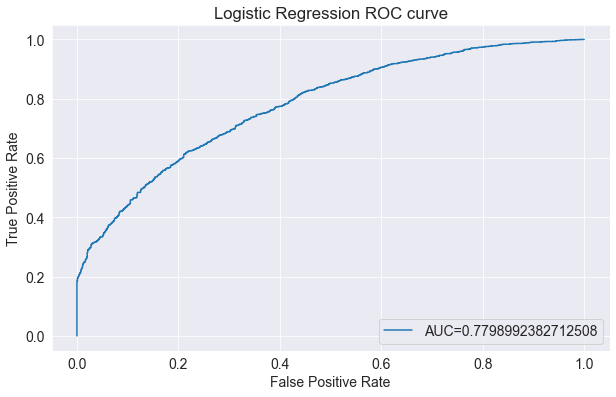 Logistic Regression ROC curve
1.0
0.8
0.6
0.4
0.2
0.0
True Positive Rate
AUC=0.7798992382712508
0.0 0.2 0.4 0.6 0.8 1.0
False Positive Rate